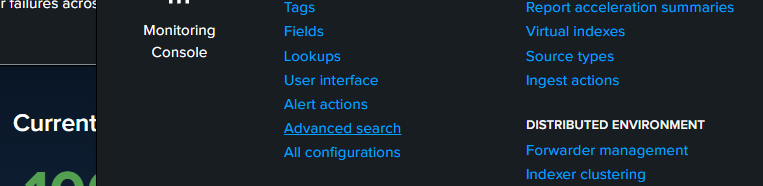 r failures acros
Current
Monitoring
Console
Tags
Fields
Lookups
User interface
Alert actions
Advanced search
All configurations
Report acceleration summaries
Virtual indexes
Source types
Ingest actions
DISTRIBUTED ENVIRONMENT
Forwarder management
Indexer clustering